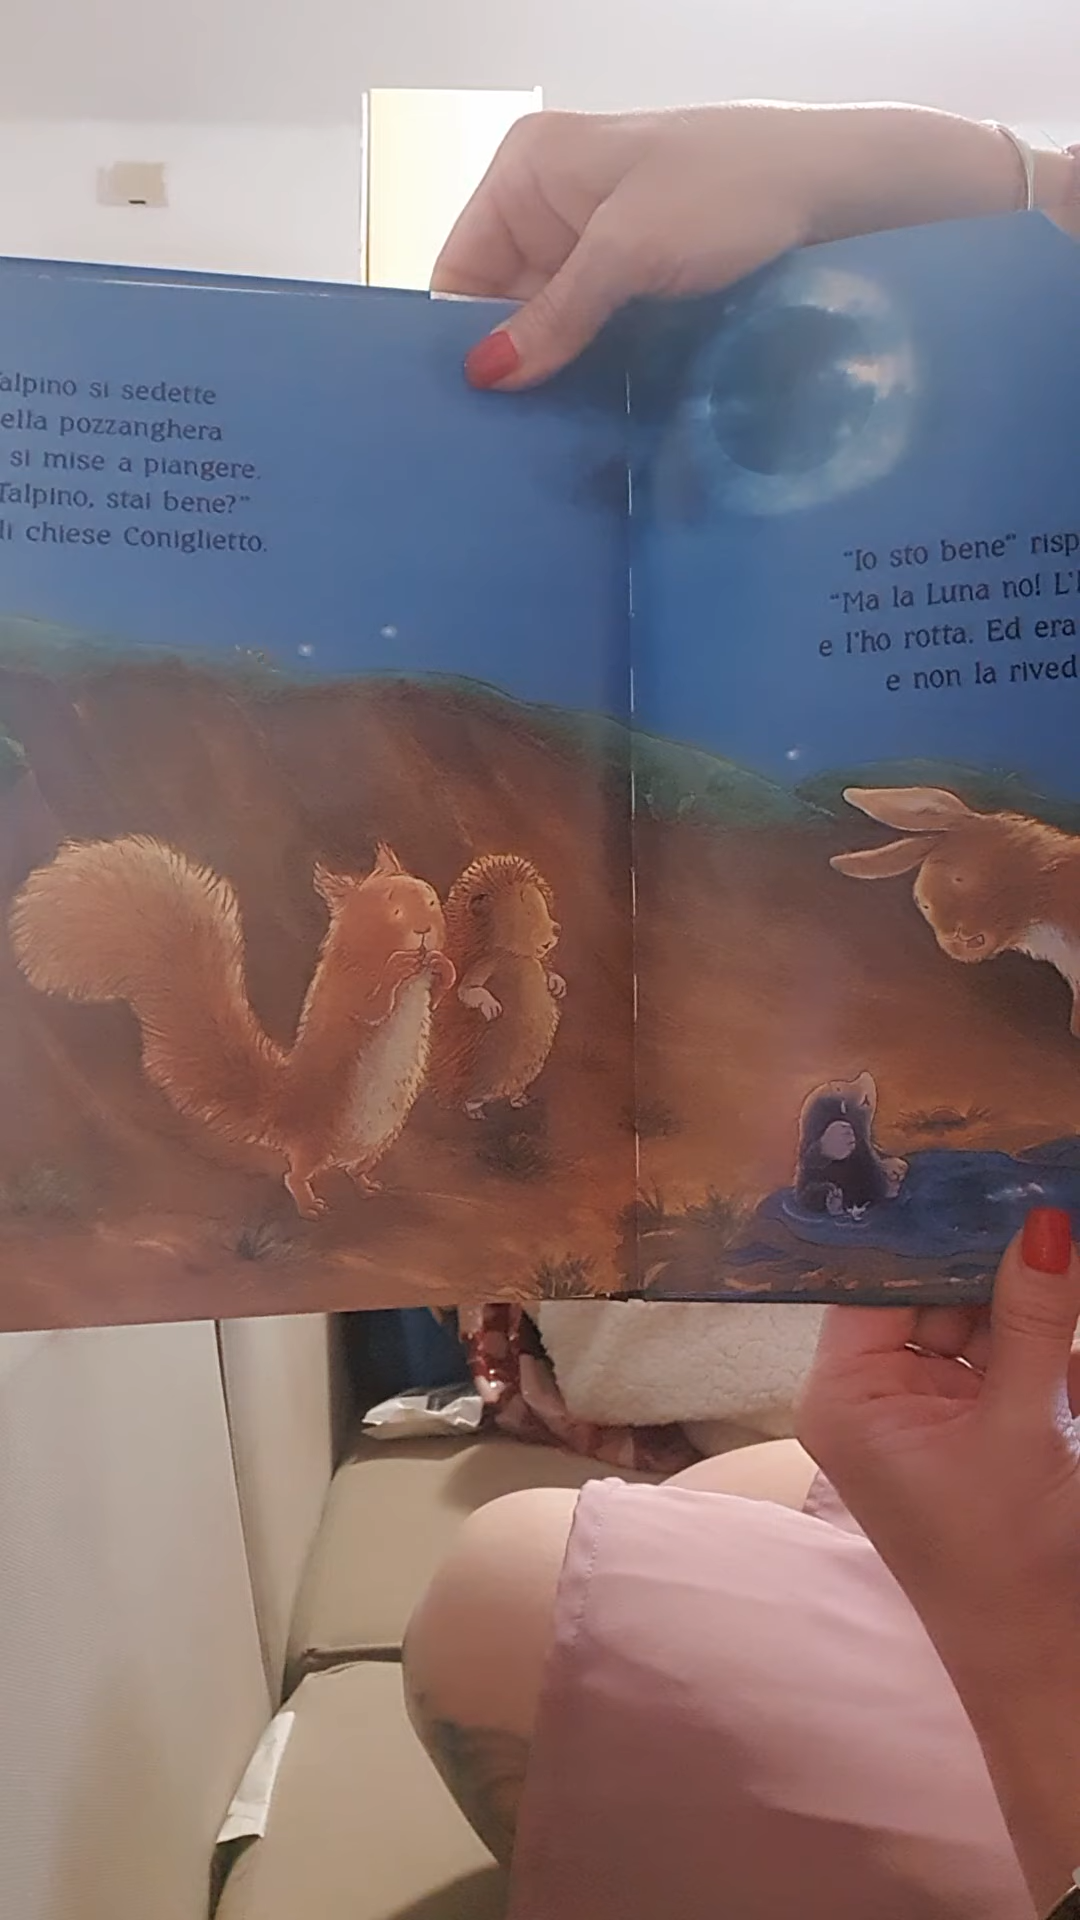 alpino si sedette
ella pozzanghera
si mise a piangere.
Talpino, stai bene?"
li chiese Coniglietto.
"Io sto bene" risp
"Ma la Luna no! L'
e l'ho rotta. Ed era
e non la rived